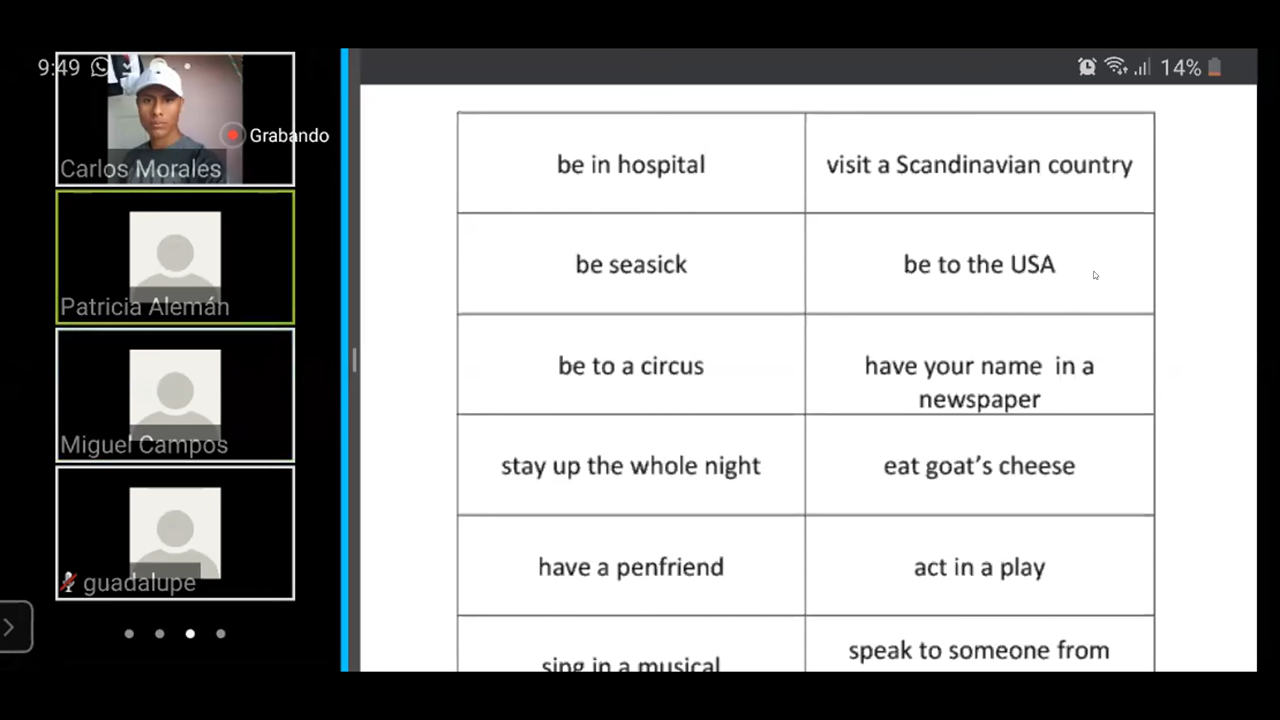 9:49
14%
Grabando
Carlos Morales
Patricia Alemán
Miguel Campos
guadalupe
be in hospital
visit a Scandinavian country
be seasick
be to the USA
be to a circus
have your name in a
newspaper
stay up the whole night
eat goat's cheese
have a penfriend
act in a play
sing in a musical
speak to someone from